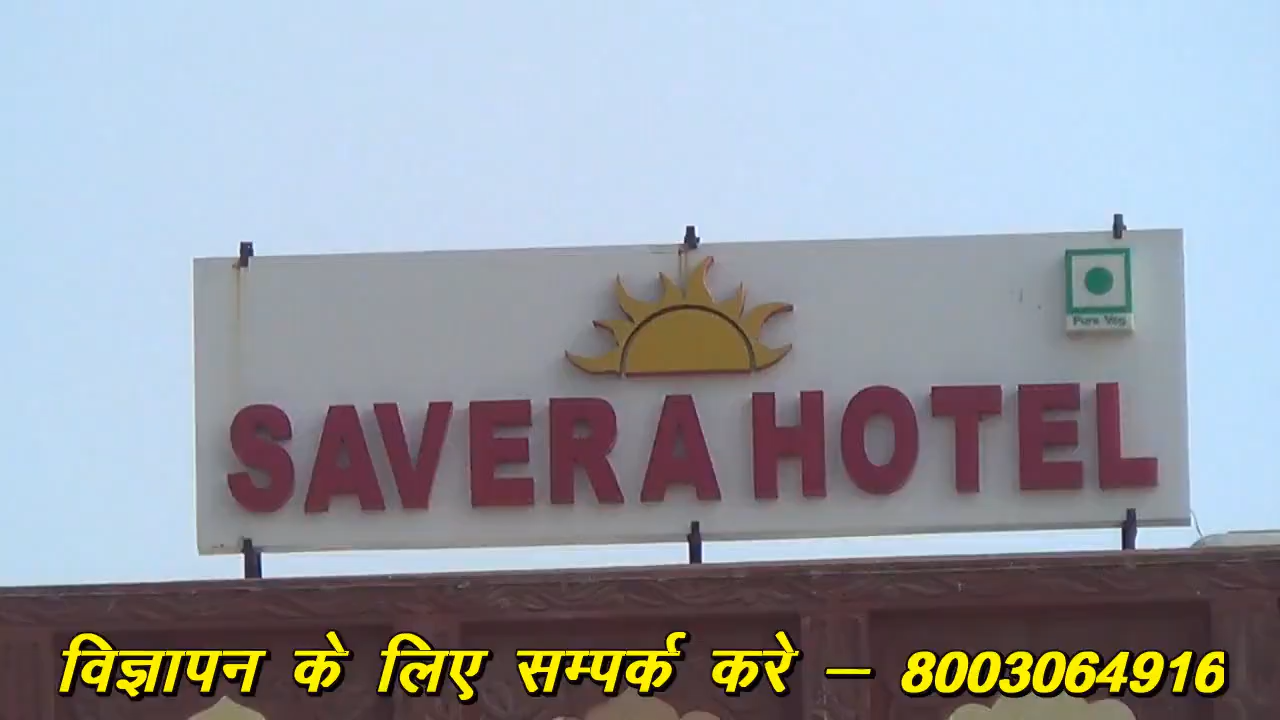 Pure Veg
SAVERA HOTEL
विज्ञापन के लिए सम्पर्क करे – 8003064916